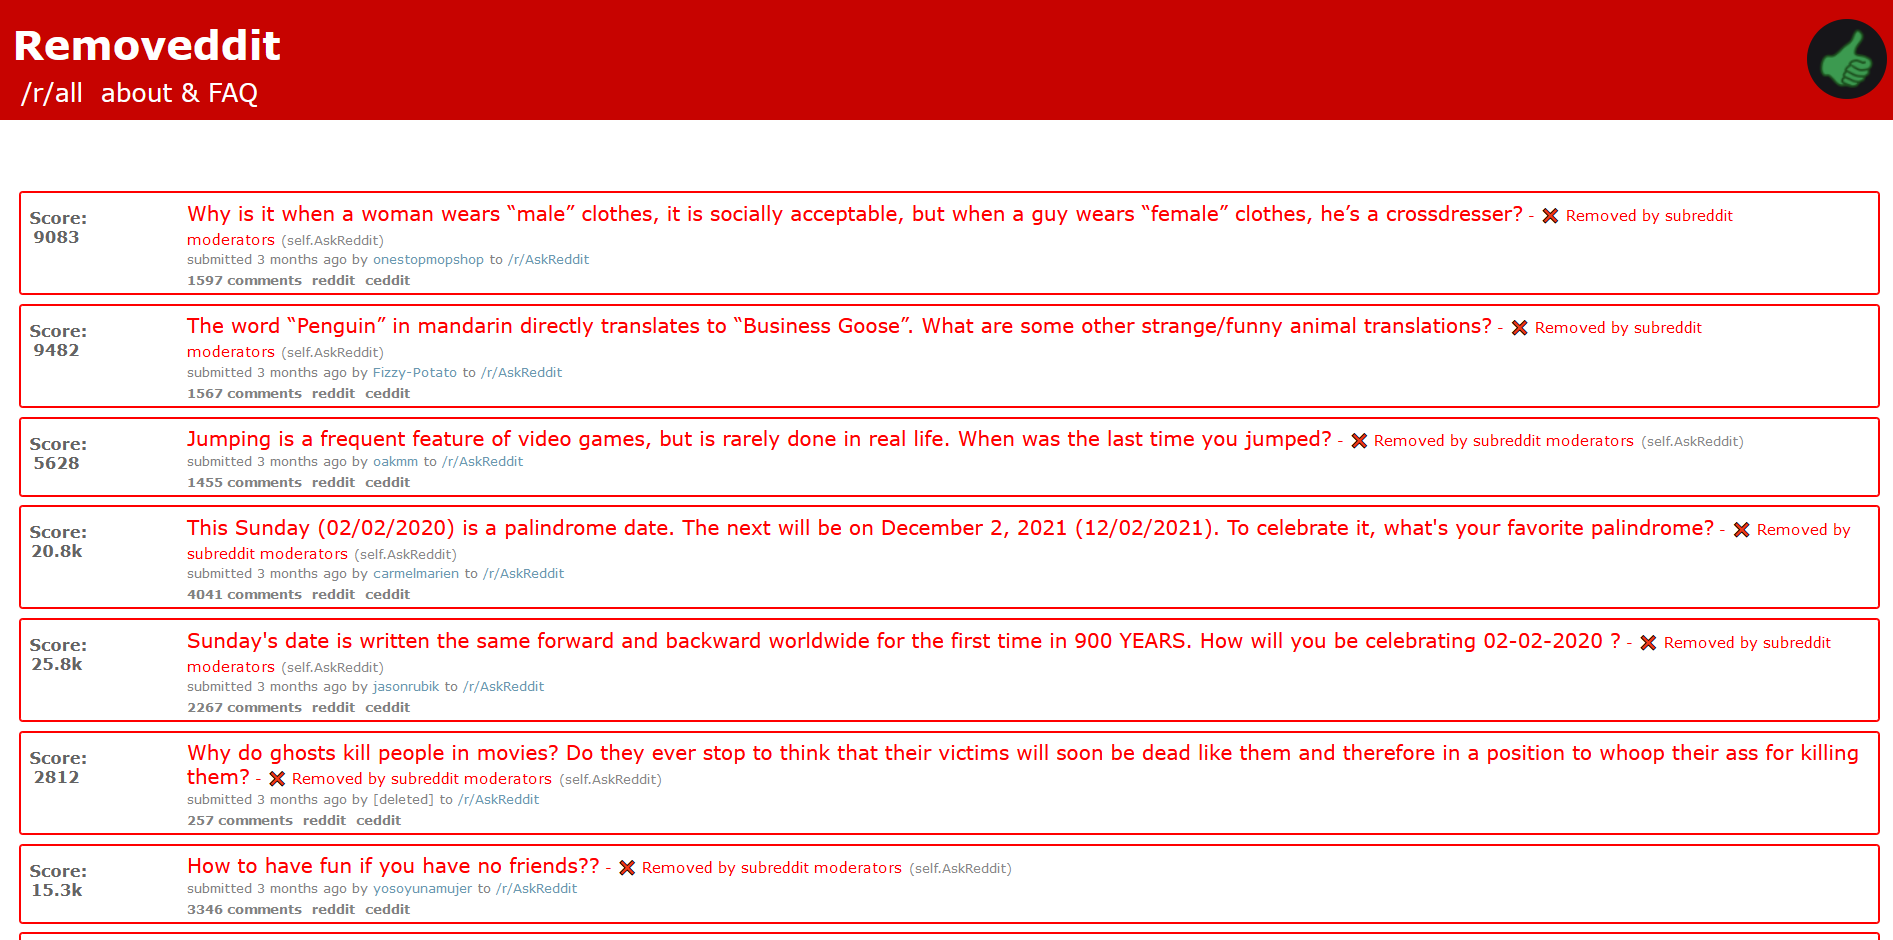 Removeddit
/r/all about & FAQ
Score:
9083
Why is it when a woman wears “male” clothes, it is socially acceptable, but when a guy wears “female” clothes, he’s a crossdresser? - ❌ Removed by subreddit
moderators (self.AskReddit)
submitted 3 months ago by onestopmopshop to /r/AskReddit
1597 comments reddit ceddit
Score:
9482
The word “Penguin” in mandarin directly translates to “Business Goose”. What are some other strange/funny animal translations? - ❌ Removed by subreddit
moderators (self.AskReddit)
submitted 3 months ago by Fizzy-Potato to /r/AskReddit
1567 comments reddit ceddit
Score:
5628
Jumping is a frequent feature of video games, but is rarely done in real life. When was the last time you jumped? - ❌ Removed by subreddit moderators (self.AskReddit)
submitted 3 months ago by oakmm to /r/AskReddit
1455 comments reddit ceddit
Score:
20.8k
This Sunday (02/02/2020) is a palindrome date. The next will be on December 2, 2021 (12/02/2021). To celebrate it, what's your favorite palindrome? - ❌ Removed by
subreddit moderators (self.AskReddit)
submitted 3 months ago by carmelmarien to /r/AskReddit
4041 comments reddit ceddit
Score:
25.8k
Sunday's date is written the same forward and backward worldwide for the first time in 900 YEARS. How will you be celebrating 02-02-2020 ? - ❌ Removed by subreddit
moderators (self.AskReddit)
submitted 3 months ago by jasonrubik to /r/AskReddit
2267 comments reddit ceddit
Score:
2812
Why do ghosts kill people in movies? Do they ever stop to think that their victims will soon be dead like them and therefore in a position to whoop their ass for killing
them? - ❌ Removed by subreddit moderators (self.AskReddit)
submitted 3 months ago by [deleted] to /r/AskReddit
257 comments reddit ceddit
Score:
15.3k
How to have fun if you have no friends?? - ❌ Removed by subreddit moderators (self.AskReddit)
submitted 3 months ago by yosoyunamujer to /r/AskReddit
3346 comments reddit ceddit